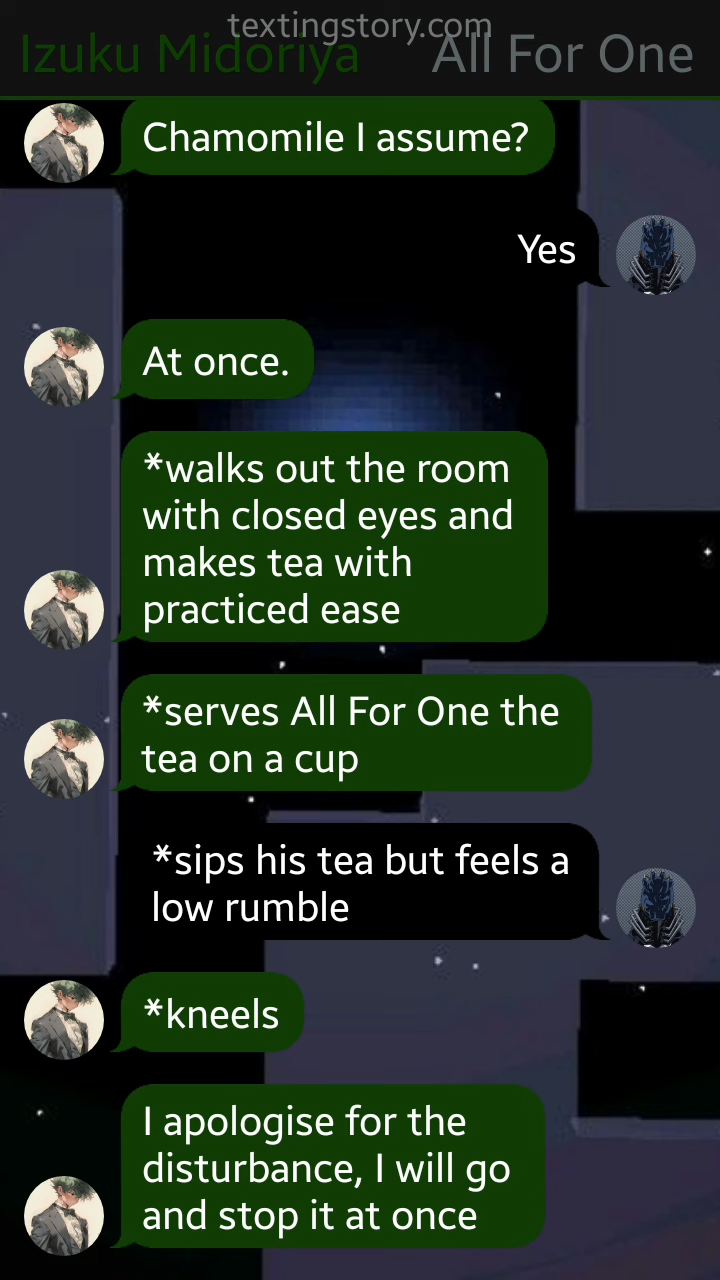 textingstory.com
Izuku Midoriya All For One
Chamomile I assume?
Yes
At once.
*walks out the room
with closed eyes and
makes tea with
practiced ease
*serves All For One the
tea on a cup
*sips his tea but feels a
low rumble
*kneels
I apologise for the
disturbance, I will go
and stop it at once